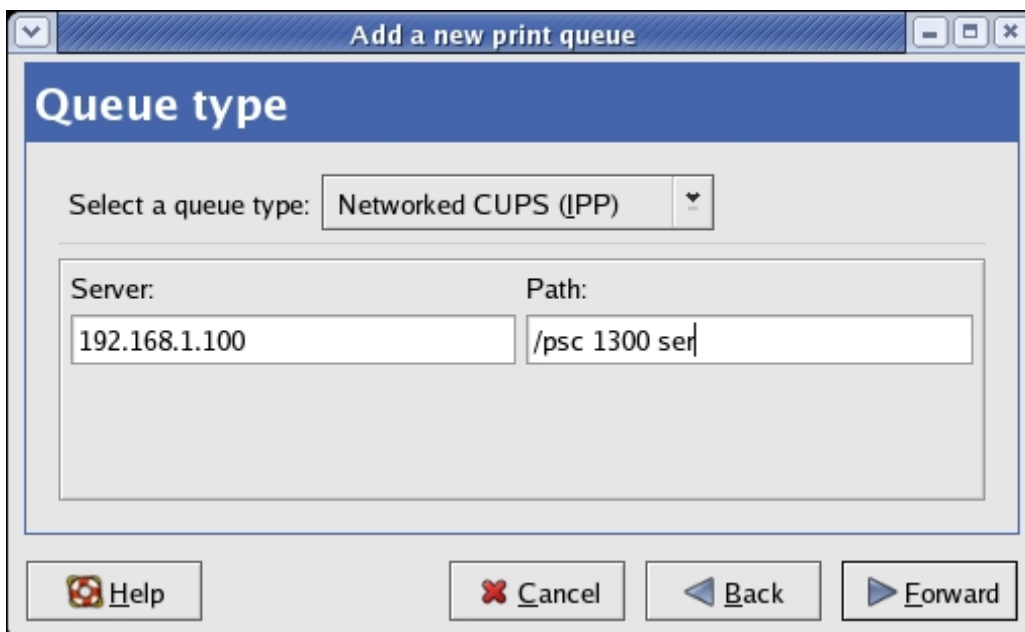 Add a new print queue
Queue type
Select a queue type: Networked CUPS (IPP)
Server: Path:
192.168.1.100 /psc 1300 ser
Help Cancel Back Forward